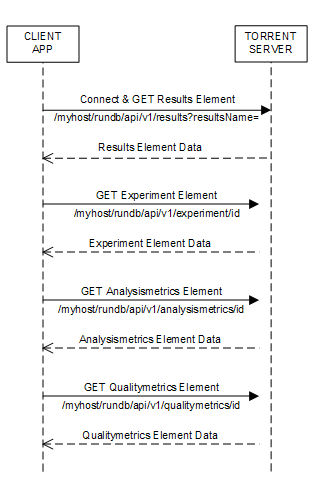 CLIENT
APP
TORRENT
SERVER
Connect & GET Results Element
/myhost/rundb/api/v1/results?resultsName=
Results Element Data
GET Experiment Element
/myhost/rundb/api/v1/experiment/id
Experiment Element Data
GET Analysismetrics Element
/myhost/rundb/api/v1/analysismetrics/id
Analysismetrics Element Data
GET Qualitymetrics Element
/myhost/rundb/api/v1/qualitymetrics/id
Qualitymetrics Element Data